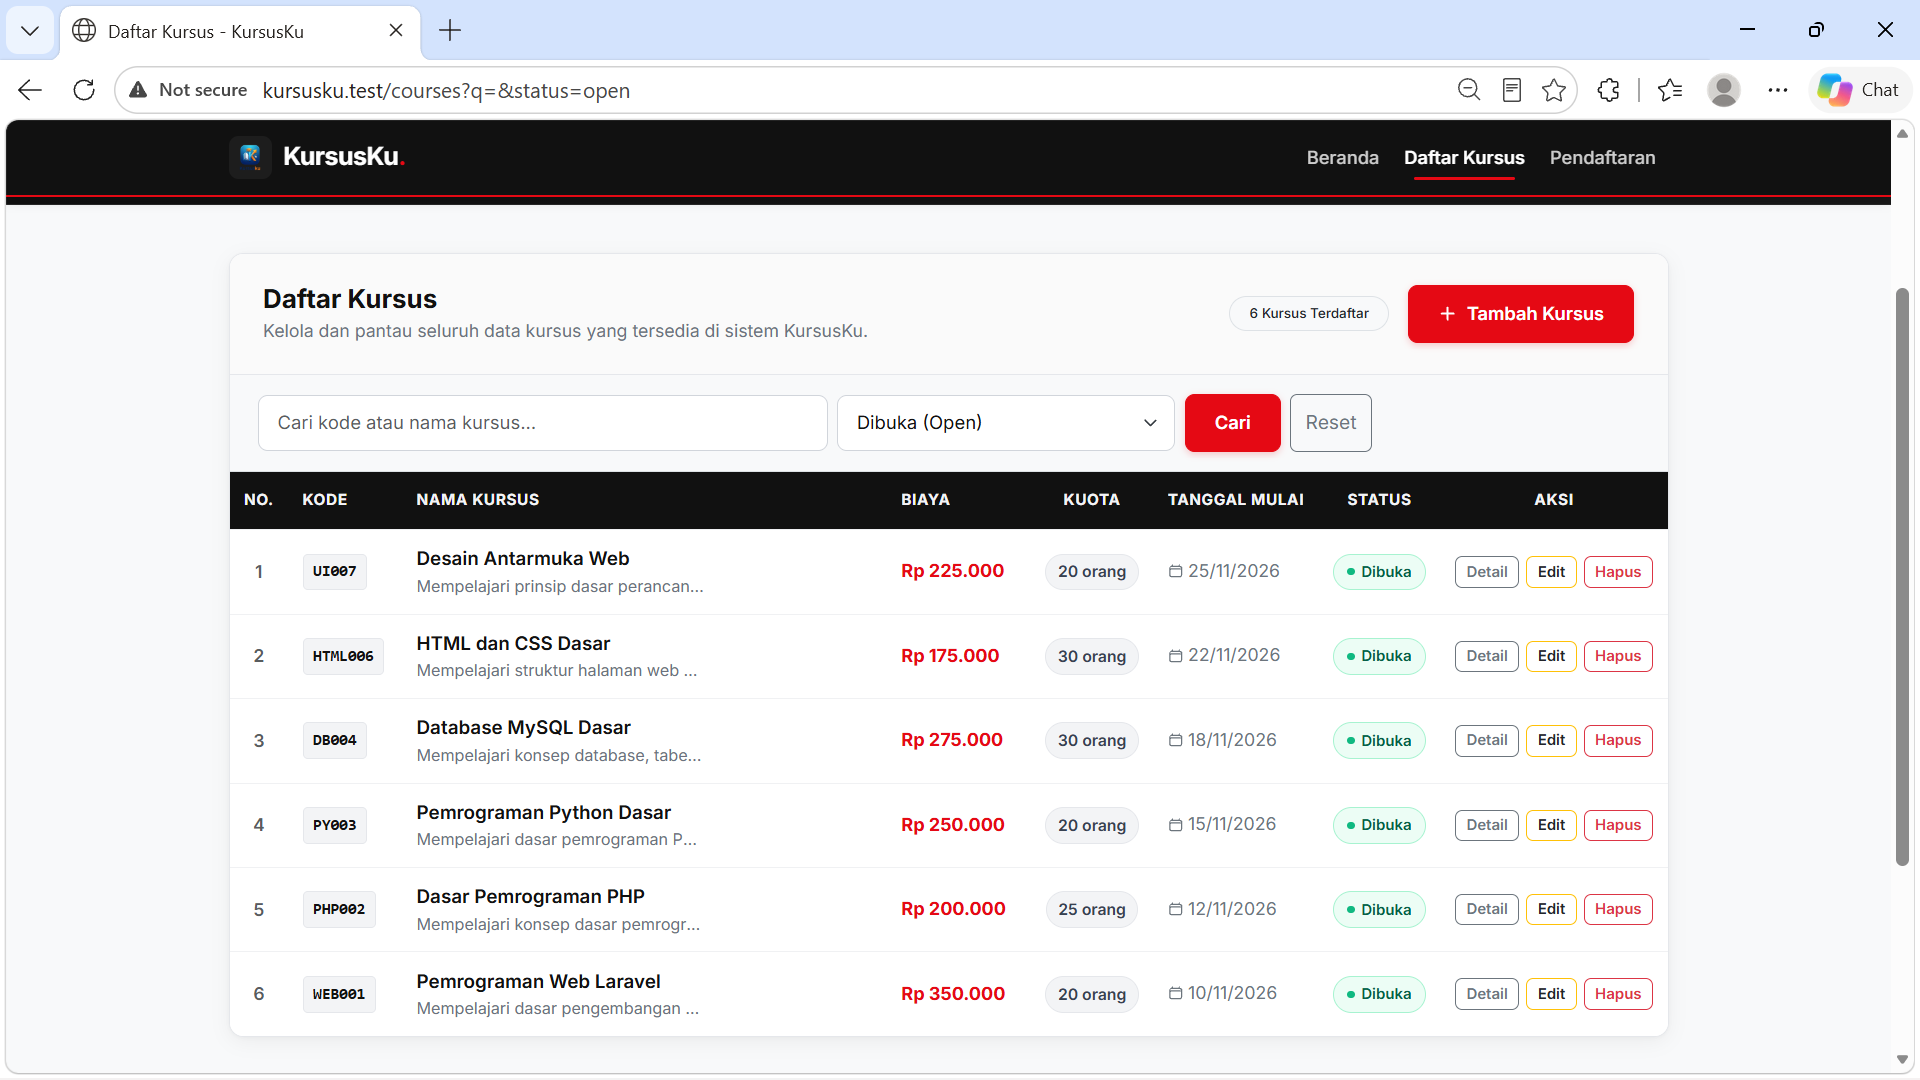 Daftar Kursus - KursusKu
Not secure kursusku.test/courses?q=&status=open
Chat
KursusKu.
Beranda Daftar Kursus Pendaftaran
Daftar Kursus
Kelola dan pantau seluruh data kursus yang tersedia di sistem KursusKu.
6 Kursus Terdaftar
+ Tambah Kursus
Cari kode atau nama kursus...
Dibuka (Open)
Cari
Reset
NO. KODE NAMA KURSUS BIAYA KUOTA TANGGAL MULAI STATUS AKSI
1 UI007 Desain Antarmuka Web Rp 225.000 20 orang 25/11/2026 Dibuka Detail Edit Hapus
Mempelajari prinsip dasar perancan...
2 HTML006 HTML dan CSS Dasar Rp 175.000 30 orang 22/11/2026 Dibuka Detail Edit Hapus
Mempelajari struktur halaman web ...
3 DB004 Database MySQL Dasar Rp 275.000 30 orang 18/11/2026 Dibuka Detail Edit Hapus
Mempelajari konsep database, tabe...
4 PY003 Pemrograman Python Dasar Rp 250.000 20 orang 15/11/2026 Dibuka Detail Edit Hapus
Mempelajari dasar pemrograman P...
5 PHP002 Dasar Pemrograman PHP Rp 200.000 25 orang 12/11/2026 Dibuka Detail Edit Hapus
Mempelajari konsep dasar pemrogr...
6 WEB001 Pemrograman Web Laravel Rp 350.000 20 orang 10/11/2026 Dibuka Detail Edit Hapus
Mempelajari dasar pengembangan ...